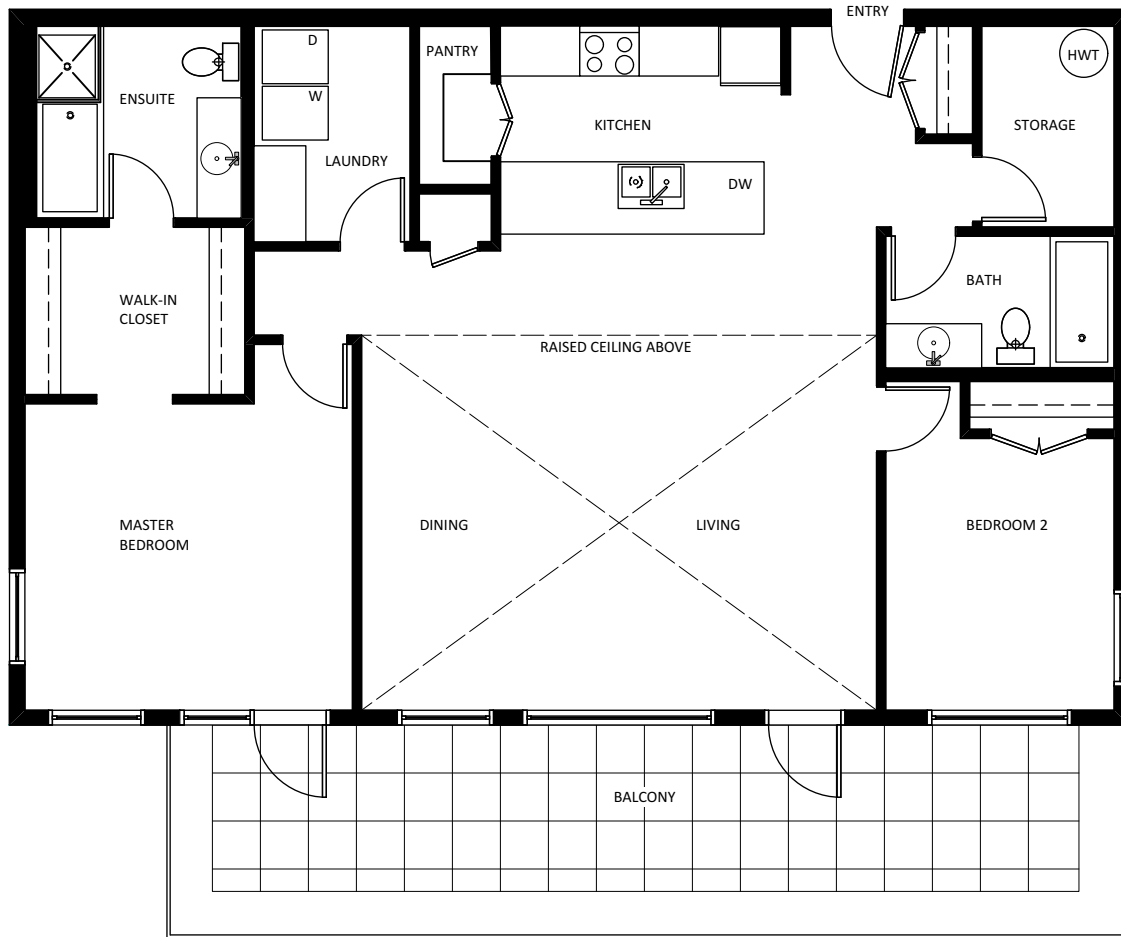 ENTRY
D
PANTRY
HWT
W
ENSUITE
KITCHEN
STORAGE
LAUNDRY
DW
BATH
WALK-IN
CLOSET
RAISED CEILING ABOVE
MASTER
BEDROOM
DINING
LIVING
BEDROOM 2
BALCONY